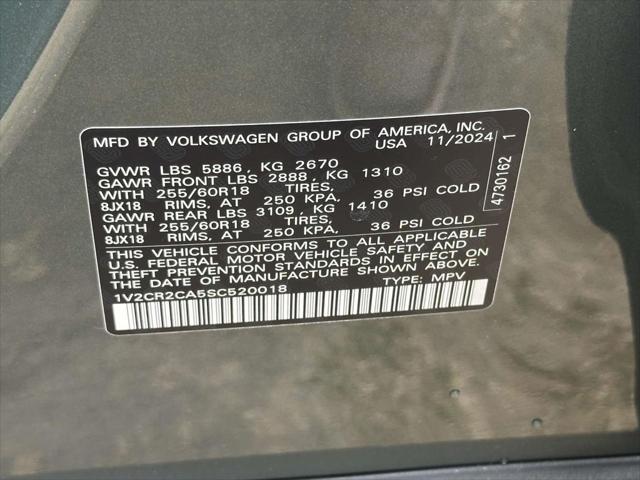 MFD BY VOLKSWAGEN GROUP OF AMERICA, INC.
USA 11/2024
GVWR LBS 5886, KG 2670
GAWR FRONT LBS 2888, KG 1310
WITH 255/60R18 TIRES,
8JX18 RIMS, AT 250 KPA, 36 PSI COLD
GAWR REAR LBS 3109, KG 1410
WITH 255/60R18 TIRES,
8JX18 RIMS, AT 250 KPA, 36 PSI COLD
THIS VEHICLE CONFORMS TO ALL APPLICABLE
U.S. FEDERAL MOTOR VEHICLE SAFETY AND
THEFT PREVENTION STANDARDS IN EFFECT ON
THE DATE OF MANUFACTURE SHOWN ABOVE.
1V2CR2CA5SC520018 TYPE: MPV
4730162 1